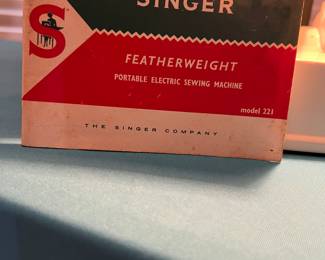 SINGER
S
FEATHERWEIGHT
PORTABLE ELECTRIC SEWING MACHINE
model 221
THE SINGER COMPANY